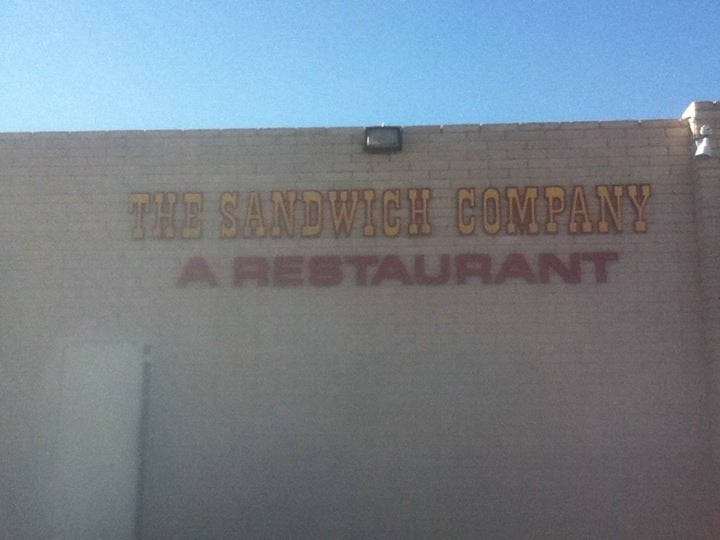 THE SANDWICH COMPANY
A RESTAURANT